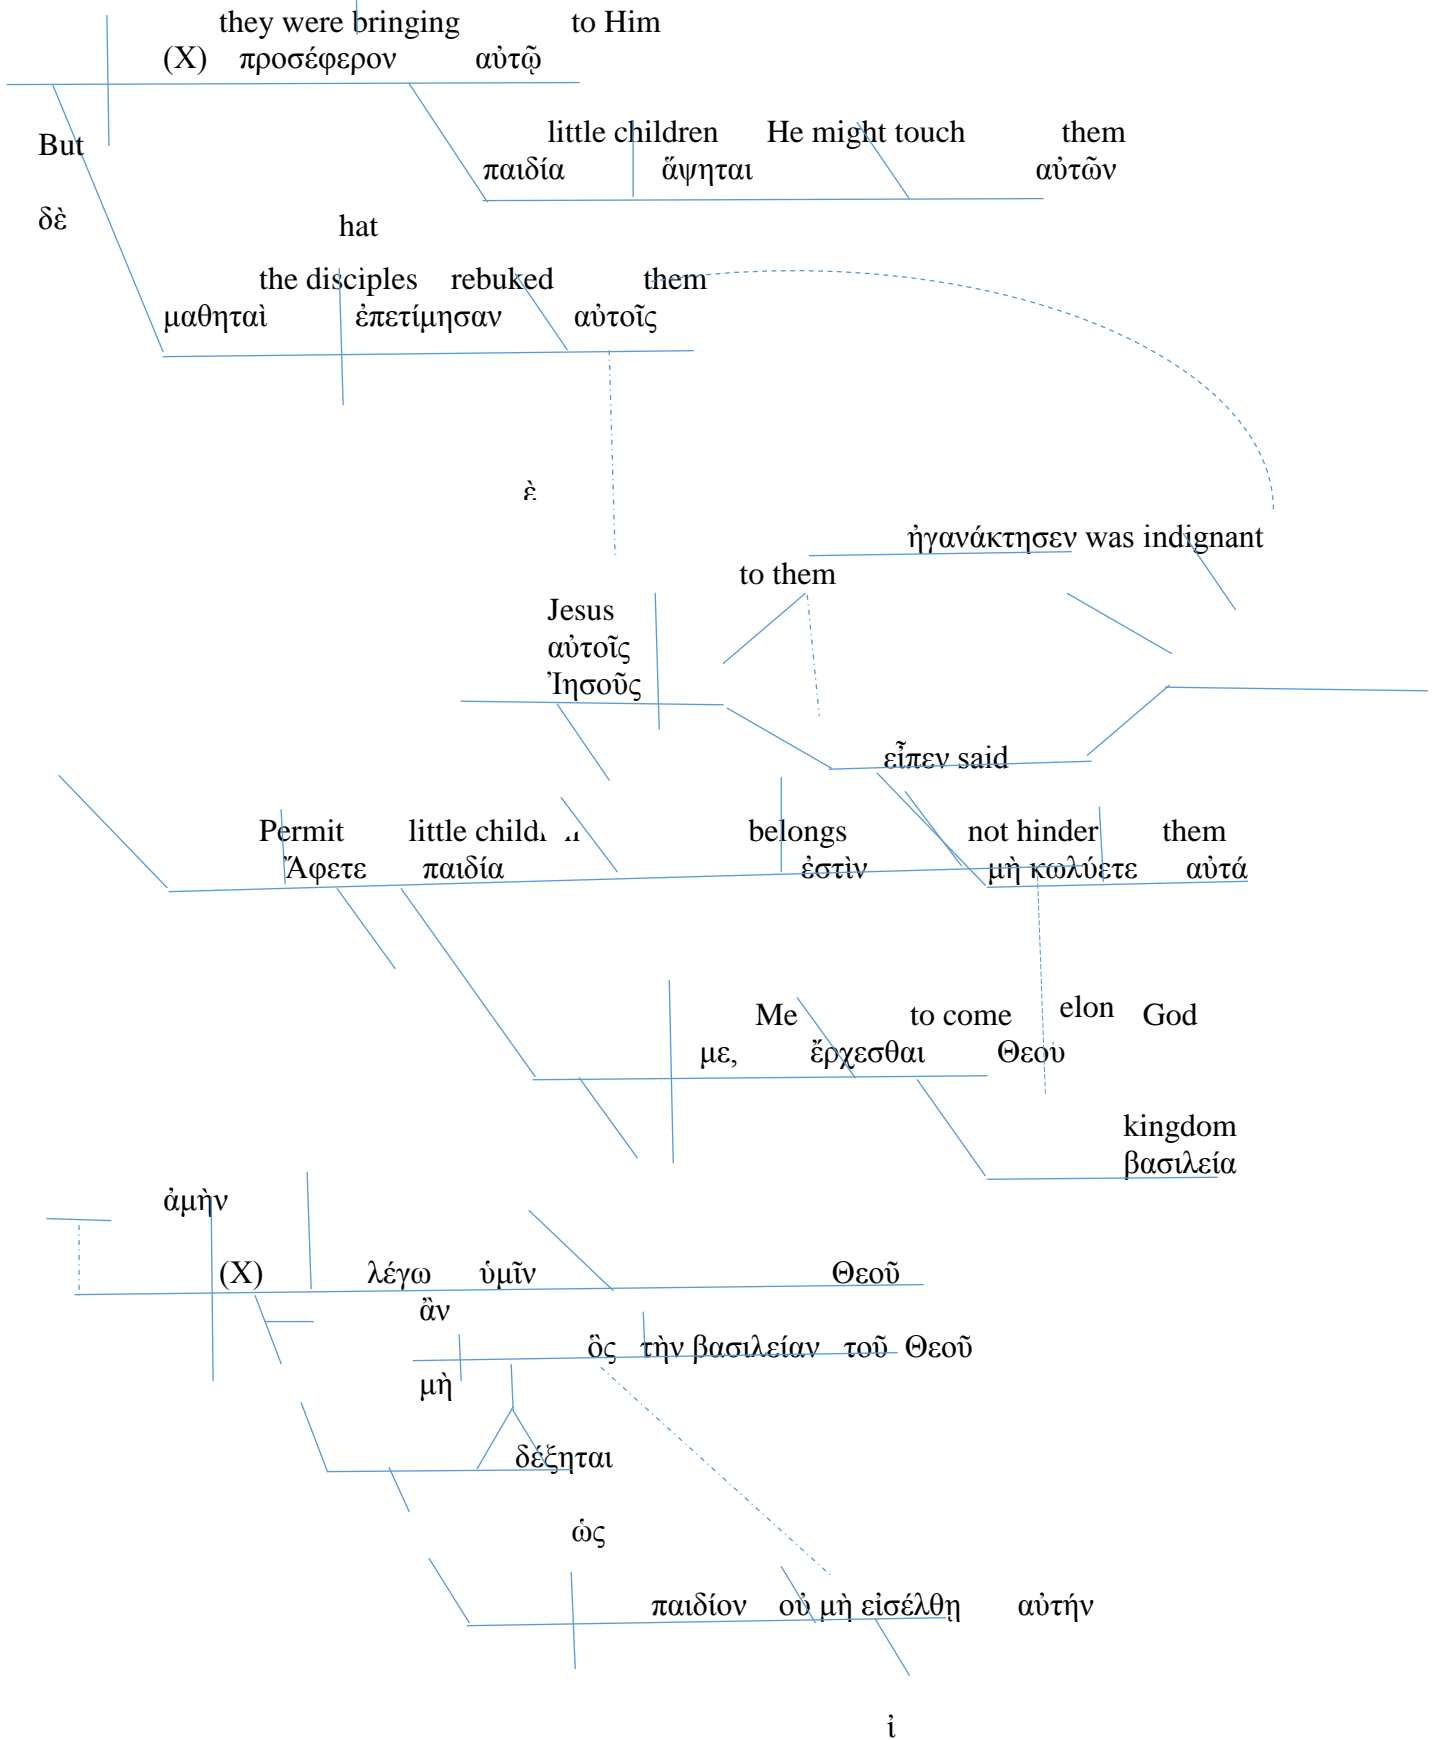 they were bringing to Him
(X) προσέφερον αὐτῷ
little children He might touch them
But
παιδία ἅψηται αὐτῶν
δὲ
hat
the disciples rebuked them
μαθηταὶ ἐπετίμησαν αὐτοῖς
ὲ
ἠγανάκτησεν was indignant
to them
Jesus
αὐτοῖς
Ἰησοῦς
εἶπεν said
Permit little child belongs not hinder them
Ἄφετε παιδία ἐστὶν μὴ κωλύετε αὐτά
Me to come elon God
με, ἔρχεσθαι Θεοῦ
kingdom
βασιλεία
ἀμὴν
(X) λέγω ὑμῖν Θεοῦ
ἂν
ὃς τὴν βασιλείαν τοῦ Θεοῦ
μὴ
δέξηται
ὡς
παιδίον οὐ μὴ εἰσέλθῃ αὐτήν
ἰ